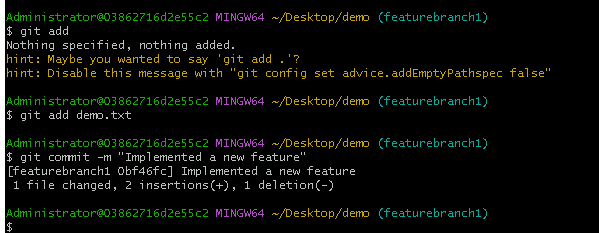 Administrator@03862716d2e55c2 MINGW64 ~/Desktop/demo (featurebranch1)
$ git add
Nothing specified, nothing added.
hint: Maybe you wanted to say 'git add .'?
hint: Disable this message with "git config set advice.addEmptyPathspec false"
Administrator@03862716d2e55c2 MINGW64 ~/Desktop/demo (featurebranch1)
$ git add demo.txt
Administrator@03862716d2e55c2 MINGW64 ~/Desktop/demo (featurebranch1)
$ git commit -m "Implemented a new feature"
[featurebranch1 0bf46fc] Implemented a new feature
1 file changed, 2 insertions(+), 1 deletion(-)
Administrator@03862716d2e55c2 MINGW64 ~/Desktop/demo (featurebranch1)
$